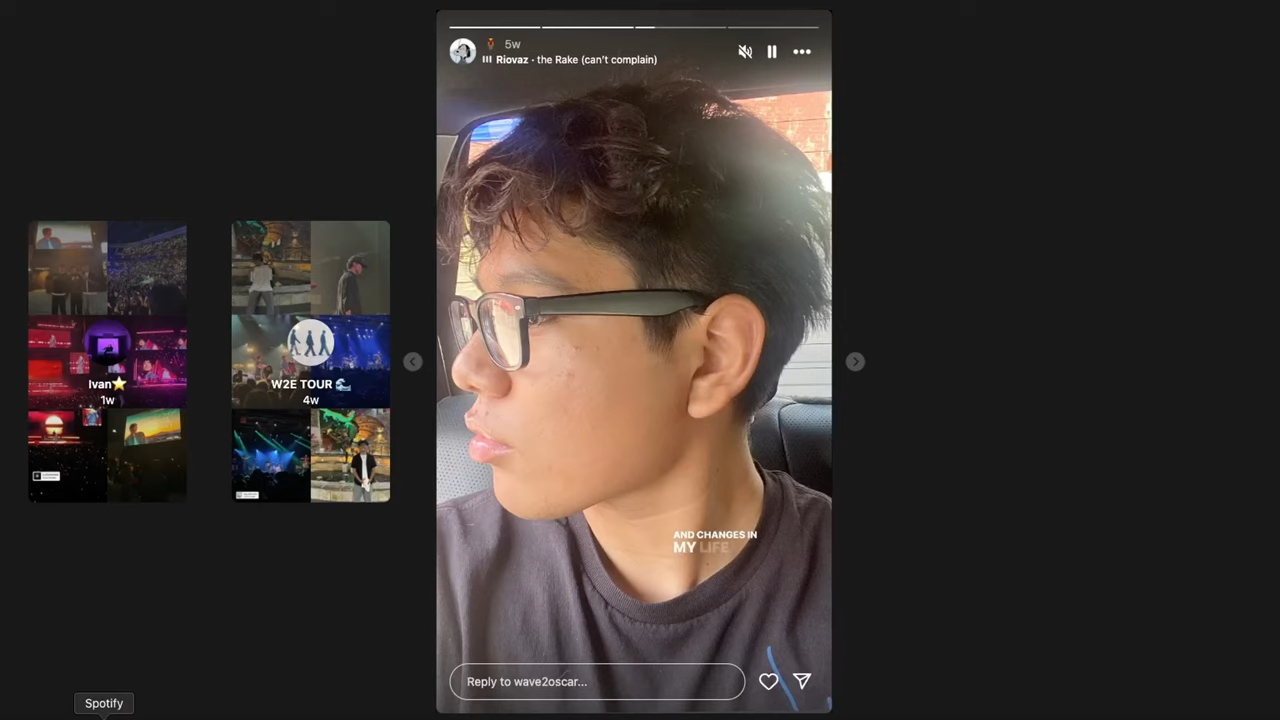 5w
Riovaz · the Rake (can't complain)
Ivan⭐
1w
W2E TOUR 🌊
4w
AND CHANGES IN
MY LIFE
Reply to wave2oscar...
Spotify